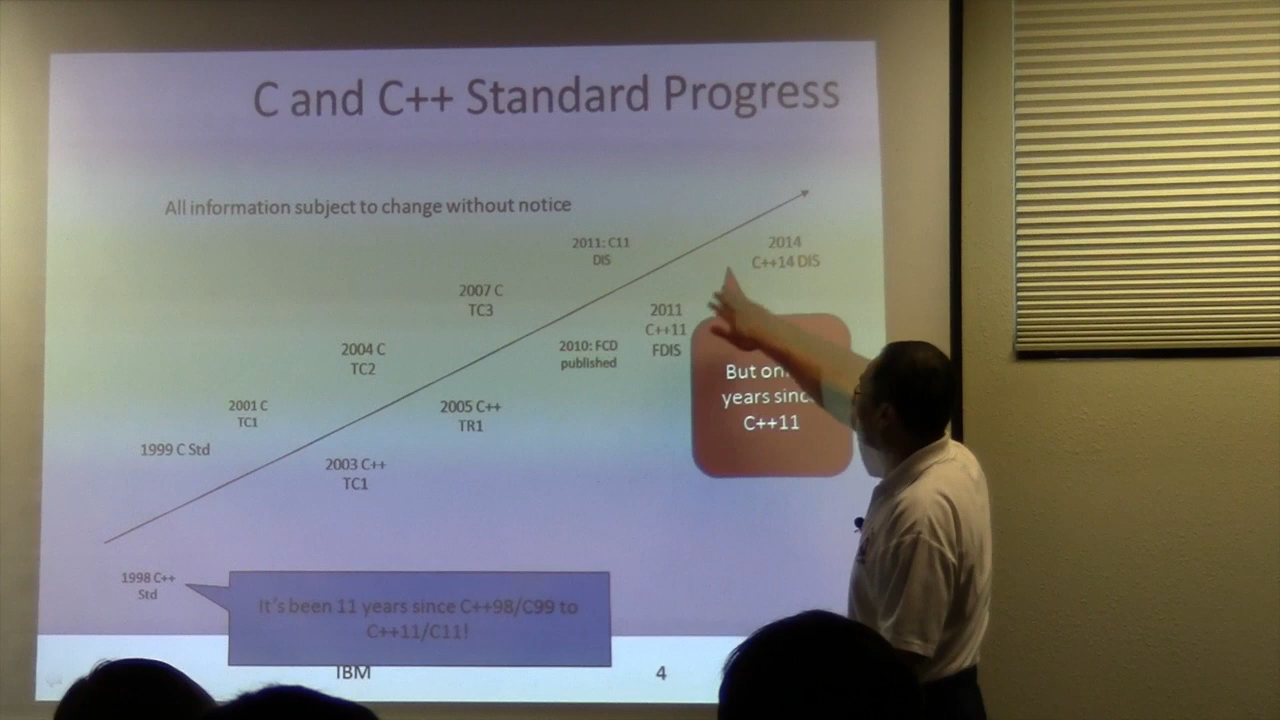 C and C++ Standard Progress
All information subject to change without notice
2011: C11
DIS
2014
C++14 DIS
2007 C
TC3
2011
C++11
FDIS
2004 C
TC2
2010: FCD
published
But
years
C++11
2001 C
TC1
2005 C++
TR1
1999 C Std
2003 C++
TC1
1998 C++
Std
It's been 11 years since C++98/C99 to
C++11/C11!
IBM
4